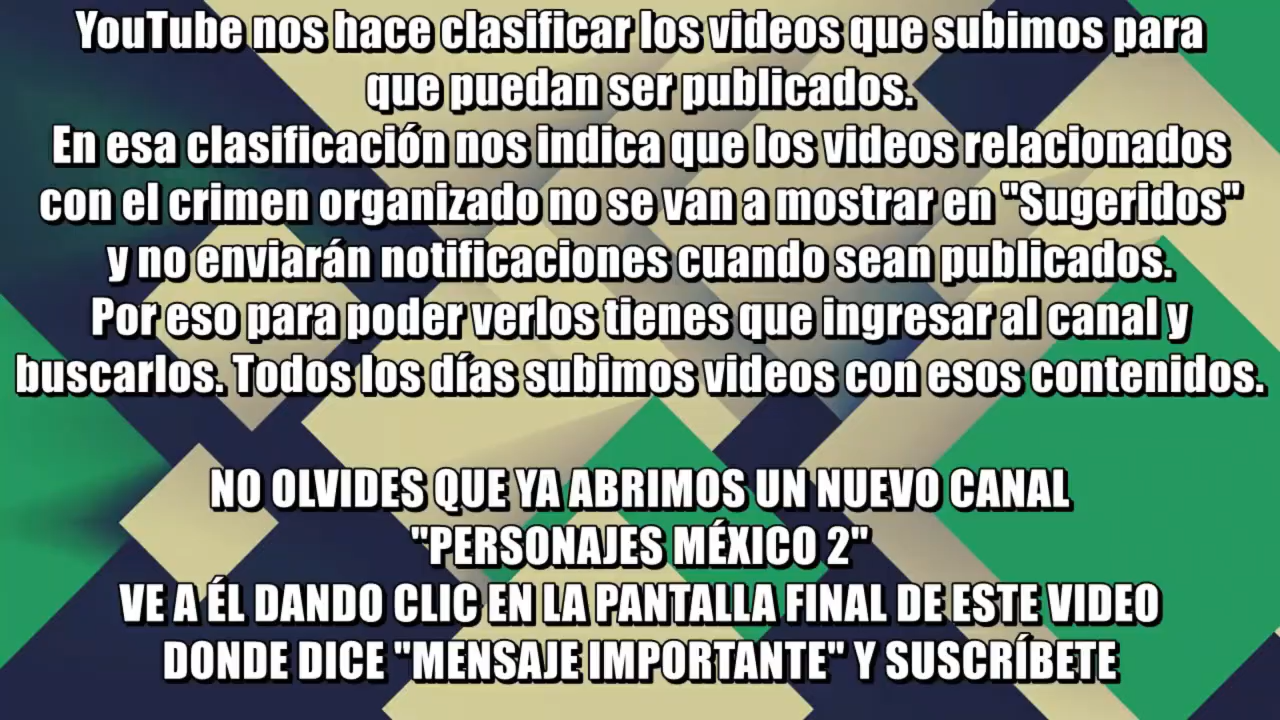 YouTube nos hace clasificar los videos que subimos para
que puedan ser publicados.
En esa clasificación nos indica que los videos relacionados
con el crimen organizado no se van a mostrar en "Sugeridos"
y no enviarán notificaciones cuando sean publicados.
Por eso para poder verlos tienes que ingresar al canal y
buscarlos. Todos los días subimos videos con esos contenidos.
NO OLVIDES QUE YA ABRIMOS UN NUEVO CANAL
"PERSONAJES MÉXICO 2"
VE A ÉL DANDO CLIC EN LA PANTALLA FINAL DE ESTE VIDEO
DONDE DICE "MENSAJE IMPORTANTE" Y SUSCRÍBETE